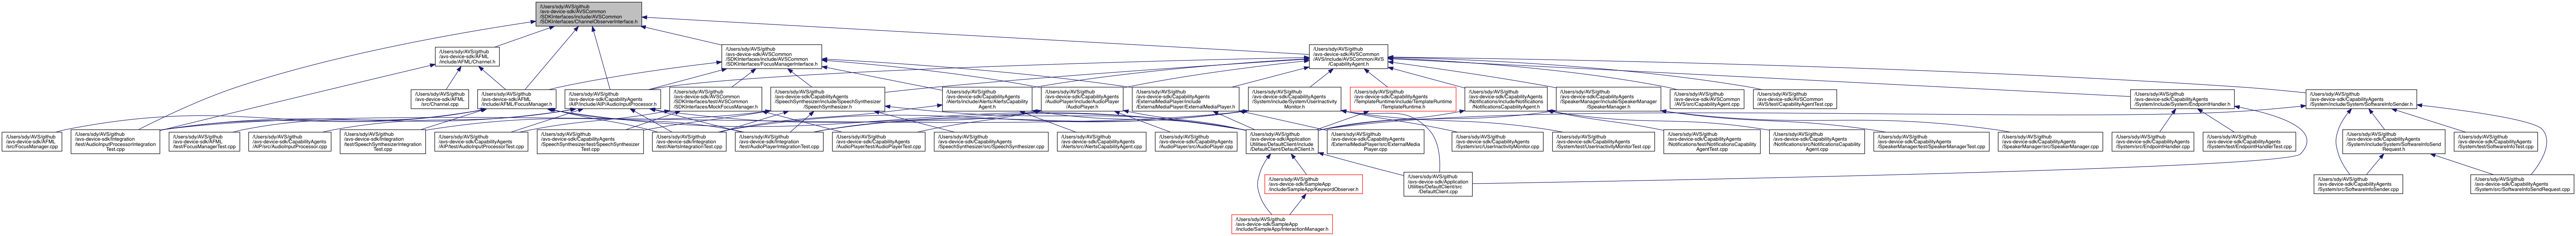 /Users/sdy/AVS/github
/avs-device-sdk/AVSCommon
/SDKInterfaces/include/AVSCommon
/SDKInterfaces/ChannelObserverInterface.h
/Users/sdy/AVS/github
/avs-device-sdk/AFML
/include/AFML/Channel.h
/Users/sdy/AVS/github
/avs-device-sdk/AVSCommon
/SDKInterfaces/include/AVSCommon
/SDKInterfaces/FocusManagerInterface.h
/Users/sdy/AVS/github
/avs-device-sdk/AVSCommon
/AVS/include/AVSCommon/AVS
/CapabilityAgent.h
/Users/sdy/AVS/github
/avs-device-sdk/AFML
/src/Channel.cpp
/Users/sdy/AVS/github
/avs-device-sdk/AFML
/include/AFML/FocusManager.h
/Users/sdy/AVS/github
/avs-device-sdk/CapabilityAgents
/AIP/include/AIP/AudioInputProcessor.h
/Users/sdy/AVS/github
/avs-device-sdk/AVSCommon
/SDKInterfaces/test/AVSCommon
/SDKInterfaces/MockFocusManager.h
/Users/sdy/AVS/github
/avs-device-sdk/CapabilityAgents
/SpeechSynthesizer/include/SpeechSynthesizer
/SpeechSynthesizer.h
/Users/sdy/AVS/github
/avs-device-sdk/CapabilityAgents
/Alerts/include/Alerts/AlertsCapability
Agent.h
/Users/sdy/AVS/github
/avs-device-sdk/CapabilityAgents
/AudioPlayer/include/AudioPlayer
/AudioPlayer.h
/Users/sdy/AVS/github
/avs-device-sdk/CapabilityAgents
/ExternalMediaPlayer/include
/ExternalMediaPlayer/ExternalMediaPlayer.h
/Users/sdy/AVS/github
/avs-device-sdk/CapabilityAgents
/System/include/System/UserInactivity
Monitor.h
/Users/sdy/AVS/github
/avs-device-sdk/CapabilityAgents
/TemplateRuntime/include/TemplateRuntime
/TemplateRuntime.h
/Users/sdy/AVS/github
/avs-device-sdk/CapabilityAgents
/Notifications/include/Notifications
/NotificationsCapabilityAgent.h
/Users/sdy/AVS/github
/avs-device-sdk/CapabilityAgents
/SpeakerManager/include/SpeakerManager
/SpeakerManager.h
/Users/sdy/AVS/github
/avs-device-sdk/AVSCommon
/AVS/src/CapabilityAgent.cpp
/Users/sdy/AVS/github
/avs-device-sdk/AVSCommon
/AVS/test/CapabilityAgentTest.cpp
/Users/sdy/AVS/github
/avs-device-sdk/CapabilityAgents
/System/include/System/EndpointHandler.h
/Users/sdy/AVS/github
/avs-device-sdk/CapabilityAgents
/System/include/System/SoftwareInfoSender.h
/Users/sdy/AVS/github
/avs-device-sdk/AFML
/src/FocusManager.cpp
/Users/sdy/AVS/github
/avs-device-sdk/Integration
/test/AudioInputProcessorIntegration
Test.cpp
/Users/sdy/AVS/github
/avs-device-sdk/AFML
/test/FocusManagerTest.cpp
/Users/sdy/AVS/github
/avs-device-sdk/CapabilityAgents
/AIP/src/AudioInputProcessor.cpp
/Users/sdy/AVS/github
/avs-device-sdk/Integration
/test/SpeechSynthesizerIntegration
Test.cpp
/Users/sdy/AVS/github
/avs-device-sdk/CapabilityAgents
/AIP/test/AudioInputProcessorTest.cpp
/Users/sdy/AVS/github
/avs-device-sdk/CapabilityAgents
/SpeechSynthesizer/test/SpeechSynthesizer
Test.cpp
/Users/sdy/AVS/github
/avs-device-sdk/Integration
/test/AlertsIntegrationTest.cpp
/Users/sdy/AVS/github
/avs-device-sdk/Integration
/test/AudioPlayerIntegrationTest.cpp
/Users/sdy/AVS/github
/avs-device-sdk/CapabilityAgents
/AudioPlayer/test/AudioPlayerTest.cpp
/Users/sdy/AVS/github
/avs-device-sdk/CapabilityAgents
/SpeechSynthesizer/src/SpeechSynthesizer.cpp
/Users/sdy/AVS/github
/avs-device-sdk/CapabilityAgents
/Alerts/src/AlertsCapabilityAgent.cpp
/Users/sdy/AVS/github
/avs-device-sdk/CapabilityAgents
/AudioPlayer/src/AudioPlayer.cpp
/Users/sdy/AVS/github
/avs-device-sdk/Application
Utilities/DefaultClient/include
/DefaultClient/DefaultClient.h
/Users/sdy/AVS/github
/avs-device-sdk/CapabilityAgents
/ExternalMediaPlayer/src/ExternalMedia
Player.cpp
/Users/sdy/AVS/github
/avs-device-sdk/CapabilityAgents
/System/src/UserInactivityMonitor.cpp
/Users/sdy/AVS/github
/avs-device-sdk/CapabilityAgents
/System/test/UserInactivityMonitorTest.cpp
/Users/sdy/AVS/github
/avs-device-sdk/CapabilityAgents
/Notifications/test/NotificationsCapability
AgentTest.cpp
/Users/sdy/AVS/github
/avs-device-sdk/CapabilityAgents
/Notifications/src/NotificationsCapability
Agent.cpp
/Users/sdy/AVS/github
/avs-device-sdk/CapabilityAgents
/SpeakerManager/test/SpeakerManagerTest.cpp
/Users/sdy/AVS/github
/avs-device-sdk/CapabilityAgents
/SpeakerManager/src/SpeakerManager.cpp
/Users/sdy/AVS/github
/avs-device-sdk/CapabilityAgents
/System/src/EndpointHandler.cpp
/Users/sdy/AVS/github
/avs-device-sdk/CapabilityAgents
/System/test/EndpointHandlerTest.cpp
/Users/sdy/AVS/github
/avs-device-sdk/CapabilityAgents
/System/include/System/SoftwareInfoSend
Request.h
/Users/sdy/AVS/github
/avs-device-sdk/CapabilityAgents
/System/test/SoftwareInfoTest.cpp
/Users/sdy/AVS/github
/avs-device-sdk/SampleApp
/include/SampleApp/KeywordObserver.h
/Users/sdy/AVS/github
/avs-device-sdk/Application
Utilities/DefaultClient/src
/DefaultClient.cpp
/Users/sdy/AVS/github
/avs-device-sdk/CapabilityAgents
/System/src/SoftwareInfoSender.cpp
/Users/sdy/AVS/github
/avs-device-sdk/CapabilityAgents
/System/src/SoftwareInfoSendRequest.cpp
/Users/sdy/AVS/github
/avs-device-sdk/SampleApp
/include/SampleApp/InteractionManager.h